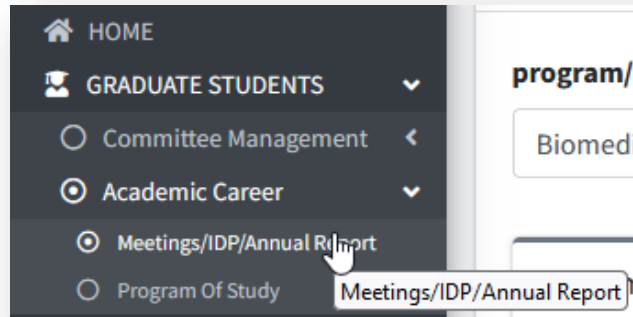 HOME
GRADUATE STUDENTS
program/
Committee Management
Biomed
Academic Career
Meetings/IDP/Annual Report
Program Of Study
Meetings/IDP/Annual Report